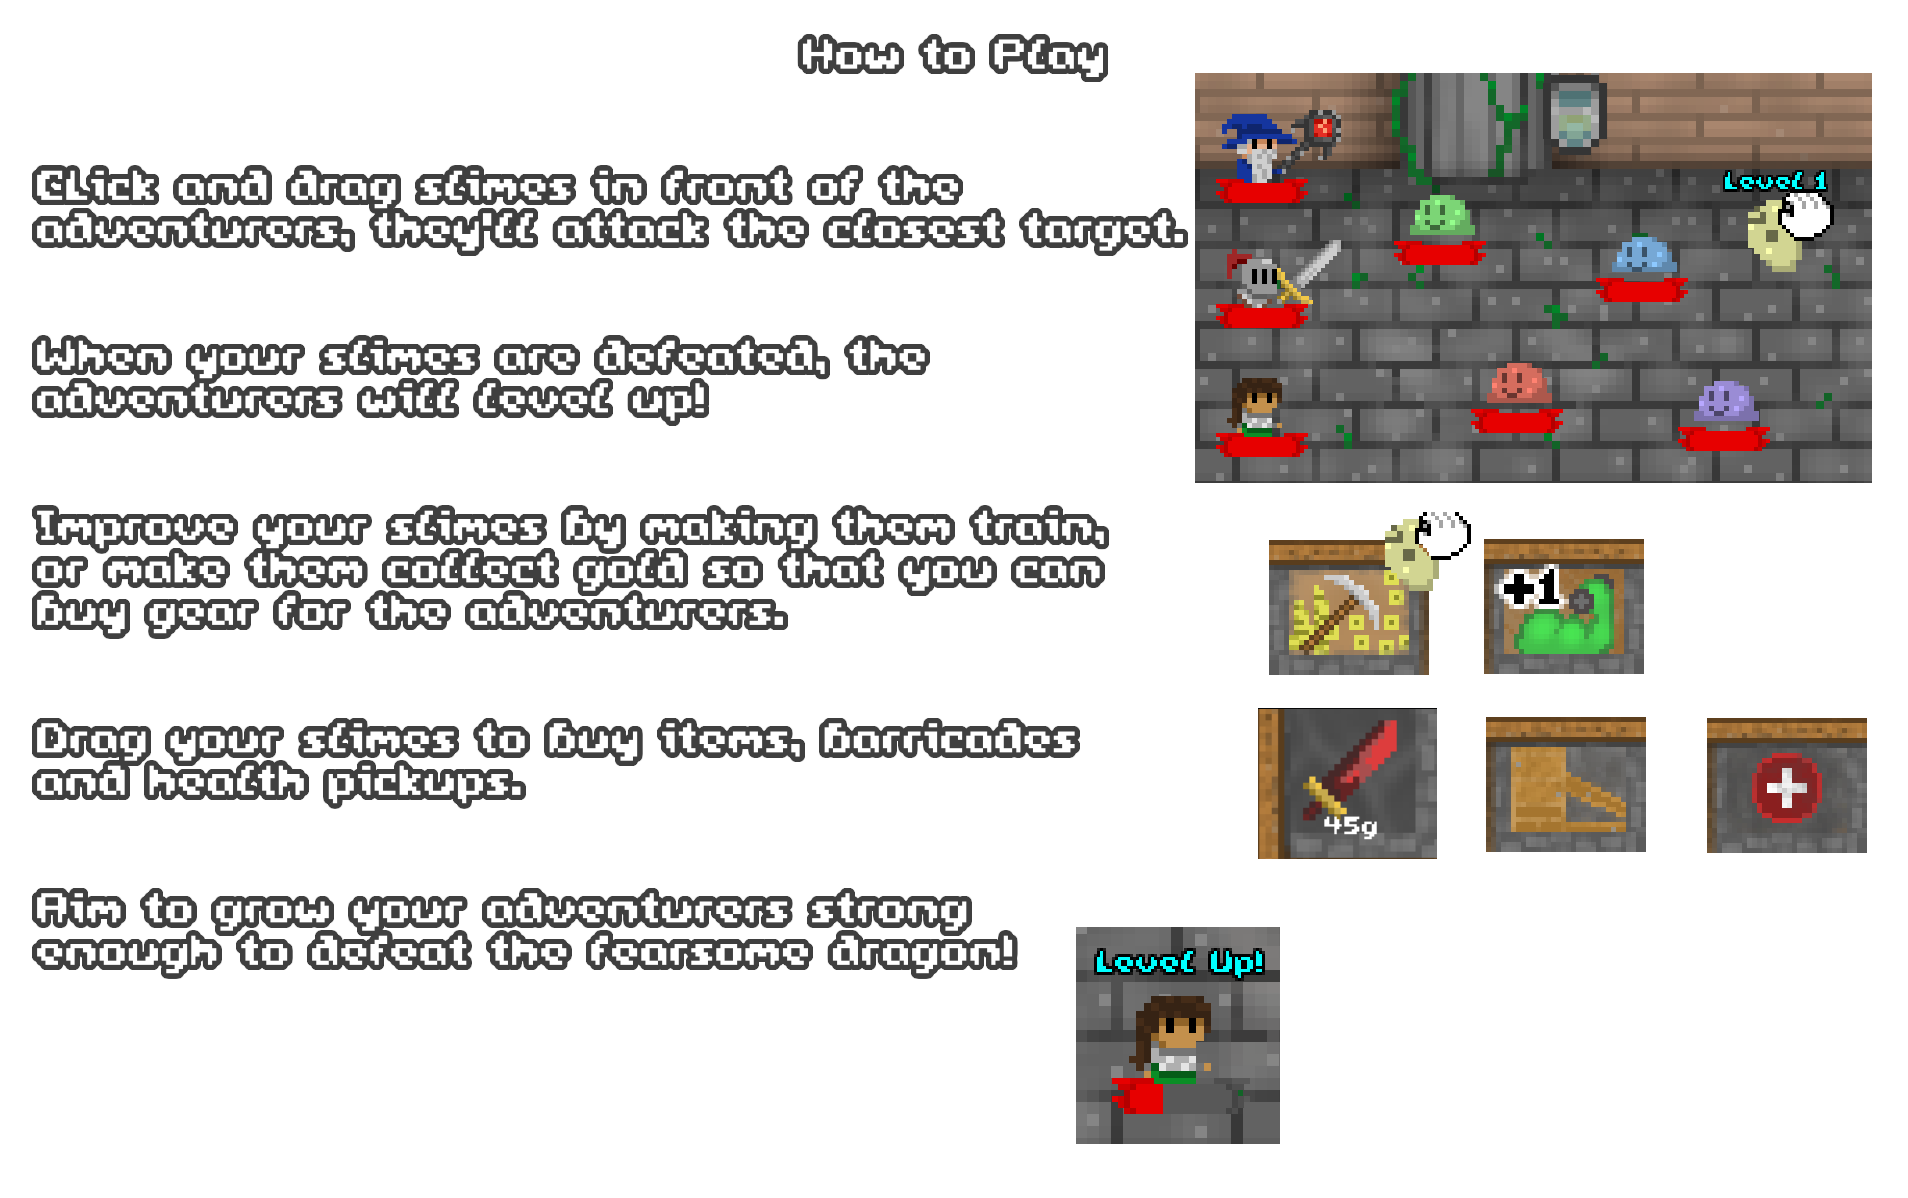 How to Play
Click and drag slimes in front of the
adventurers, they'll attack the closest target.
Level 1
When your slimes are defeated, the
adventurers will level up!
Improve your slimes by making them train,
or make them collect gold so that you can
buy gear for the adventurers.
+1
Drag your slimes to buy items, barricades
and health pickups.
45g
Aim to grow your adventurers strong
enough to defeat the fearsome dragon!
Level Up!